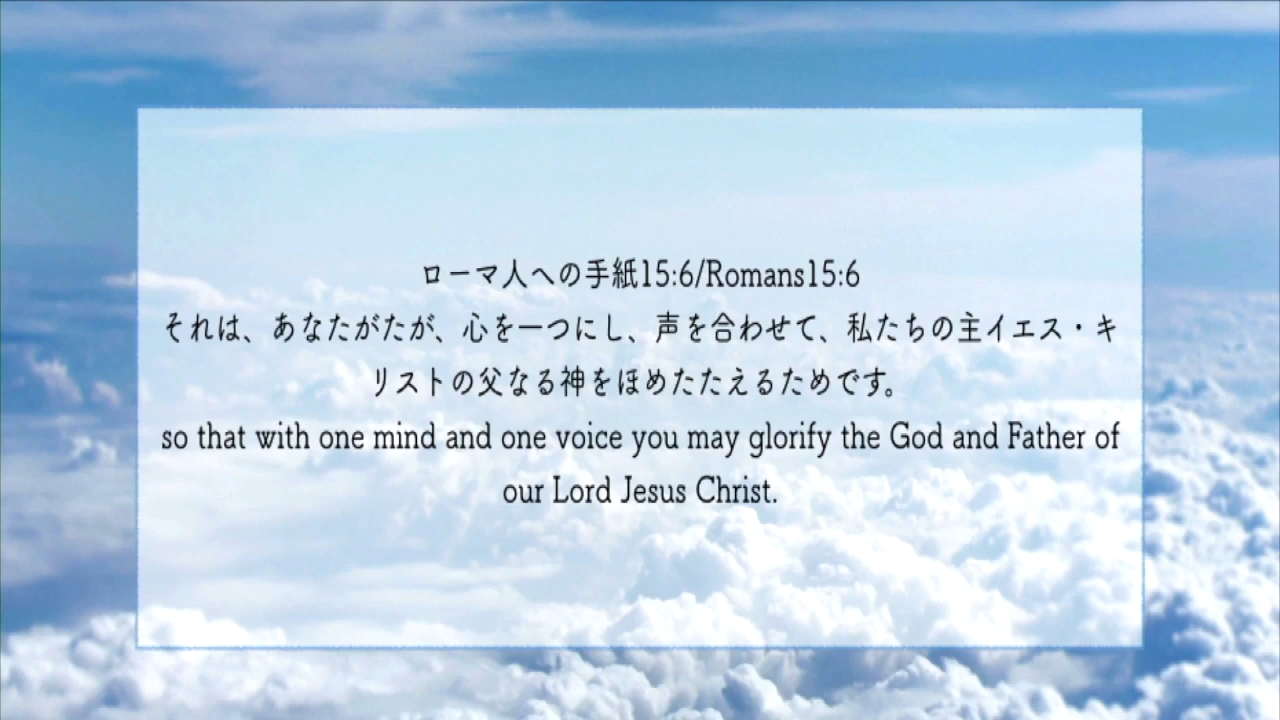 ローマ人への手紙15:6/Romans15:6
それは、あなたがたが、心を一つにし、声を合わせて、私たちの主イエス・キ
リストの父なる神をほめたたえるためです。
so that with one mind and one voice you may glorify the God and Father of
our Lord Jesus Christ.